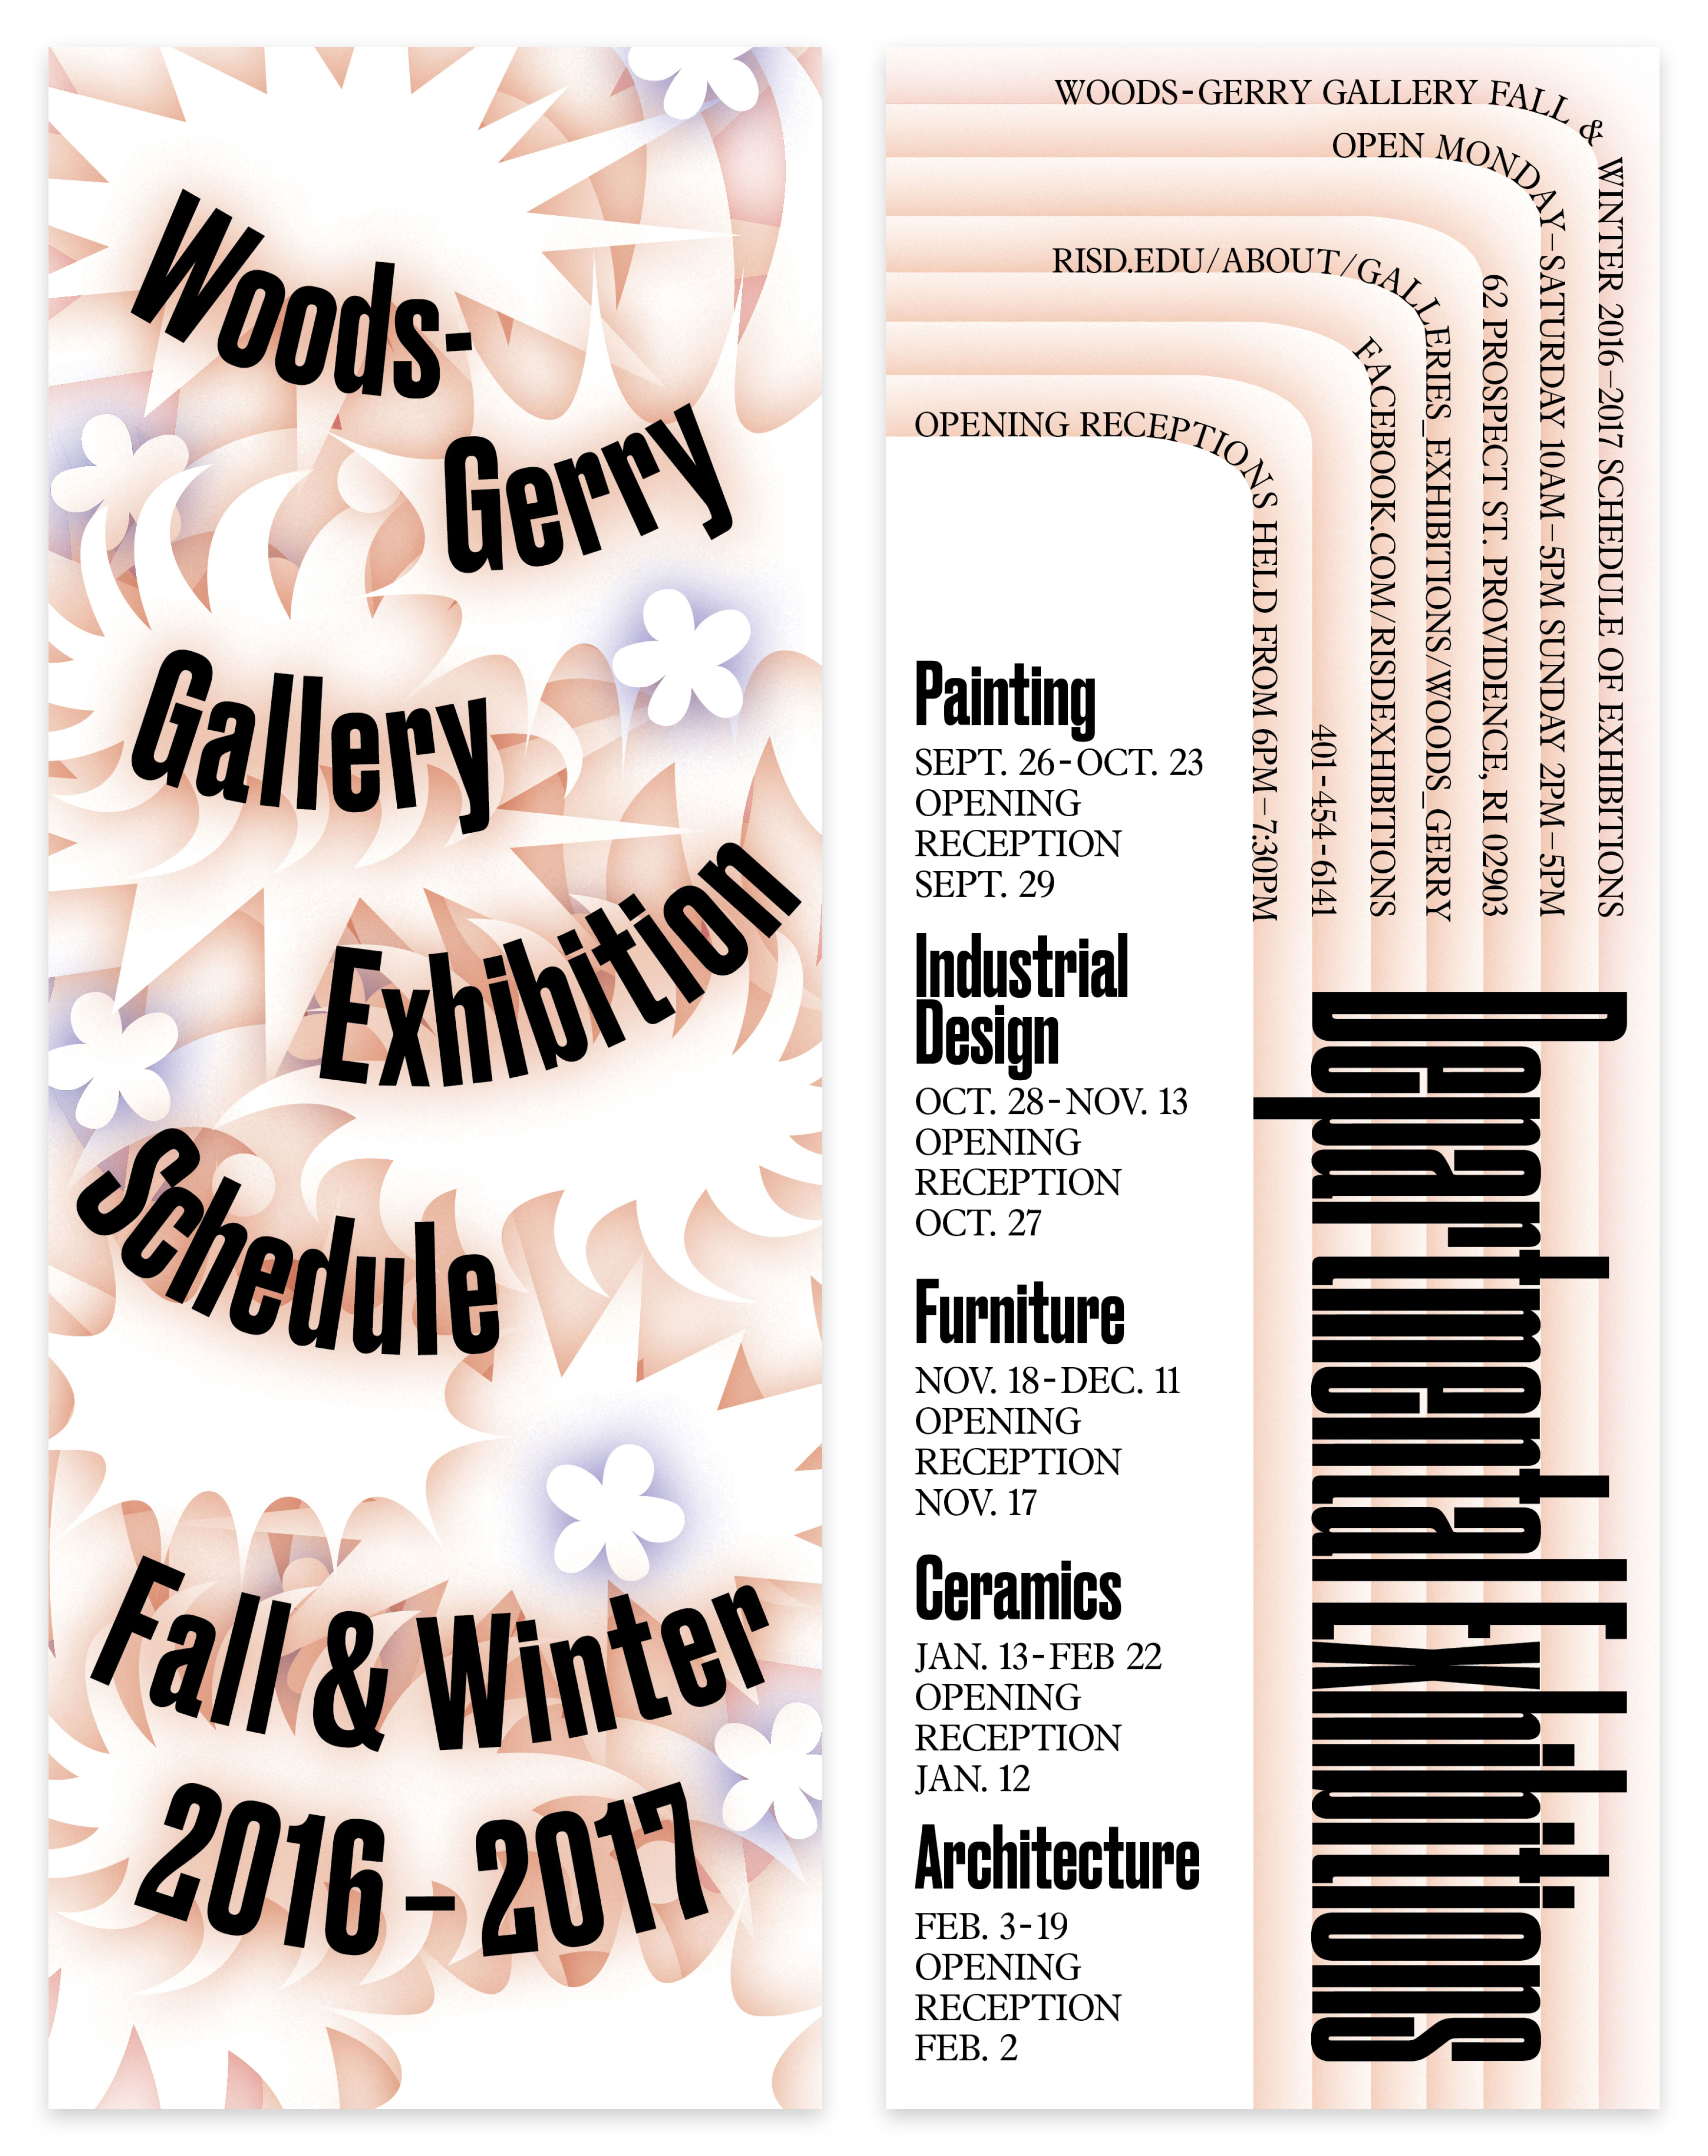 Woods-
Gerry
Gallery
Exhibition
Schedule
Fall & Winter
2016–2017
WOODS-GERRY GALLERY FALL & WINTER 2016–2017 SCHEDULE OF EXHIBITIONS
OPEN MONDAY–SATURDAY 10AM–5PM SUNDAY 2PM–5PM
62 PROSPECT ST. PROVIDENCE, RI 02903
RISD.EDU/ABOUT/GALLERIES_EXHIBITIONS/WOODS_GERRY
FACEBOOK.COM/RISDEXHIBITIONS
401-454-6141
OPENING RECEPTIONS HELD FROM 6PM–7:30PM
Painting
SEPT. 26-OCT. 23
OPENING
RECEPTION
SEPT. 29
Industrial
Design
OCT. 28-NOV. 13
OPENING
RECEPTION
OCT. 27
Furniture
NOV. 18-DEC. 11
OPENING
RECEPTION
NOV. 17
Ceramics
JAN. 13-FEB 22
OPENING
RECEPTION
JAN. 12
Architecture
FEB. 3-19
OPENING
RECEPTION
FEB. 2
Departmental Exhibitions